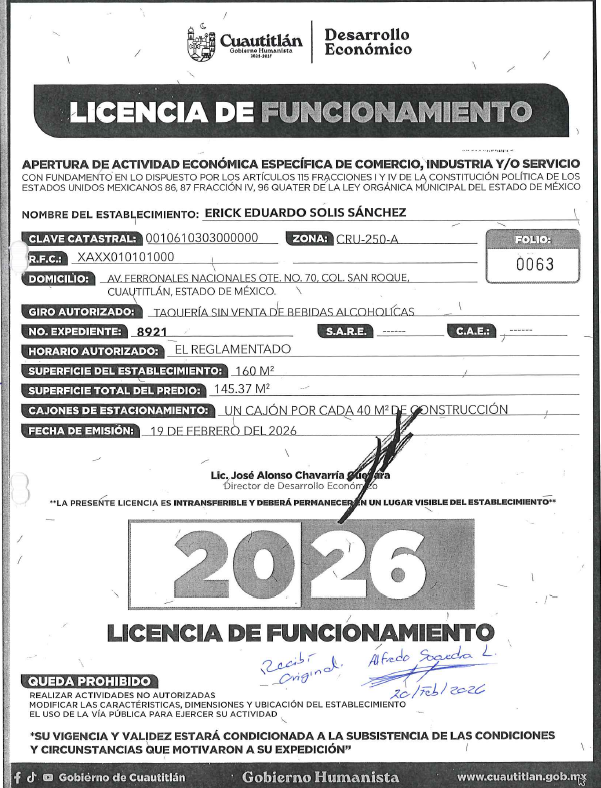 Cuautitlán
Gobierno Humanista
2025-2027
Desarrollo
Económico
LICENCIA DE FUNCIONAMIENTO
APERTURA DE ACTIVIDAD ECONÓMICA ESPECÍFICA DE COMERCIO, INDUSTRIA Y/O SERVICIO
CON FUNDAMENTO EN LO DISPUESTO POR LOS ARTÍCULOS 115 FRACCIONES I Y IV DE LA CONSTITUCIÓN POLÍTICA DE LOS
ESTADOS UNIDOS MEXICANOS 86, 87 FRACCIÓN IV, 96 QUATER DE LA LEY ORGÁNICA MUNICIPAL DEL ESTADO DE MÉXICO
NOMBRE DEL ESTABLECIMIENTO: ERICK EDUARDO SOLIS SÁNCHEZ
CLAVE CATASTRAL: 0010610303000000 ZONA: CRU-250-A
FOLIO:
0063
R.F.C.: XAXX010101000
DOMICILIO: AV. FERRONALES NACIONALES OTE. NO. 70, COL. SAN ROQUE,
CUAUTITLÁN, ESTADO DE MÉXICO.
GIRO AUTORIZADO: TAQUERÍA SIN VENTA DE BEBIDAS ALCOHOLICAS
NO. EXPEDIENTE: 8921 S.A.R.E. ------ C.A.E.: ------
HORARIO AUTORIZADO: EL REGLAMENTADO
SUPERFICIE DEL ESTABLECIMIENTO: 160 M²
SUPERFICIE TOTAL DEL PREDIO: 145.37 M²
CAJONES DE ESTACIONAMIENTO: UN CAJÓN POR CADA 40 M² DE CONSTRUCCIÓN
FECHA DE EMISIÓN: 19 DE FEBRERO DEL 2026
Lic. José Alonso Chavarría Guevara
Director de Desarrollo Económico
**LA PRESENTE LICENCIA ES INTRANSFERIBLE Y DEBERÁ PERMANECER EN UN LUGAR VISIBLE DEL ESTABLECIMIENTO**
2026
LICENCIA DE FUNCIONAMIENTO
Recibí
Original.
Alfredo L.
20/Feb/2026
QUEDA PROHIBIDO
REALIZAR ACTIVIDADES NO AUTORIZADAS
MODIFICAR LAS CARACTERÍSTICAS, DIMENSIONES Y UBICACIÓN DEL ESTABLECIMIENTO
EL USO DE LA VÍA PÚBLICA PARA EJERCER SU ACTIVIDAD
"SU VIGENCIA Y VALIDEZ ESTARÁ CONDICIONADA A LA SUBSISTENCIA DE LAS CONDICIONES
Y CIRCUNSTANCIAS QUE MOTIVARON A SU EXPEDICIÓN"
Gobierno de Cuautitlán
Gobierno Humanista
www.cuautitlan.gob.mx